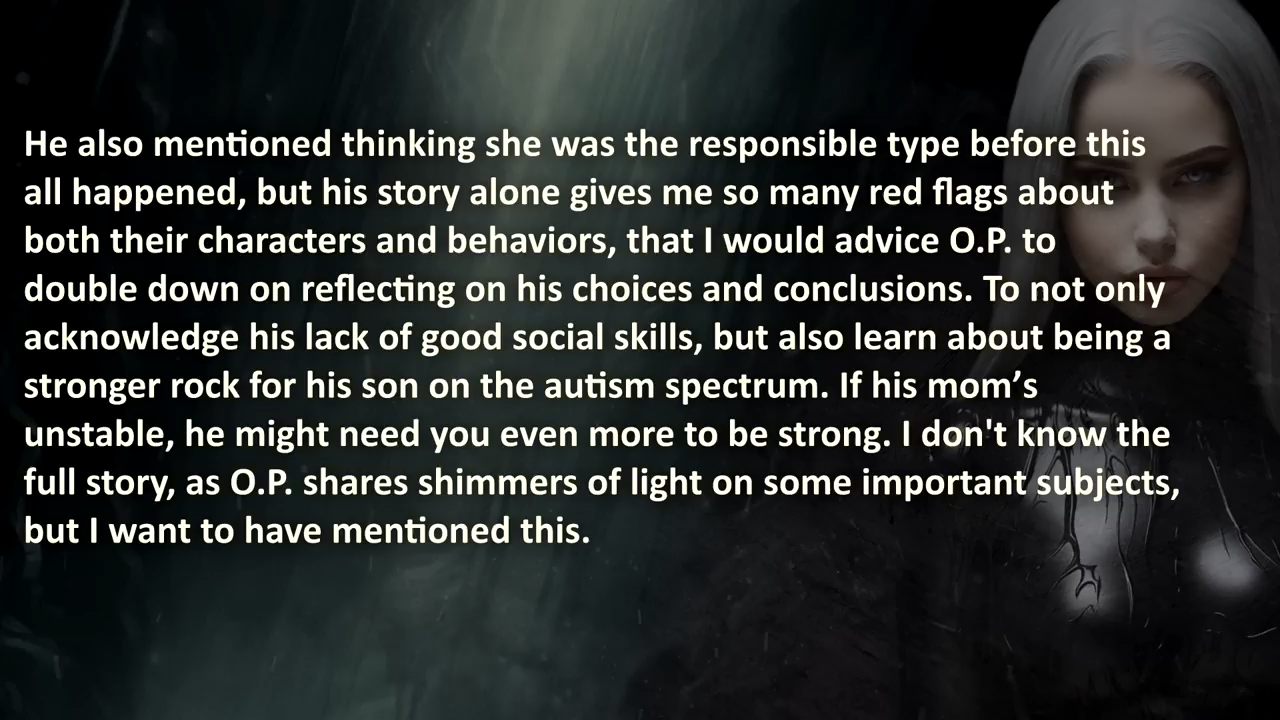 He also mentioned thinking she was the responsible type before this
all happened, but his story alone gives me so many red flags about
both their characters and behaviors, that I would advice O.P. to
double down on reflecting on his choices and conclusions. To not only
acknowledge his lack of good social skills, but also learn about being a
stronger rock for his son on the autism spectrum. If his mom’s
unstable, he might need you even more to be strong. I don't know the
full story, as O.P. shares shimmers of light on some important subjects,
but I want to have mentioned this.